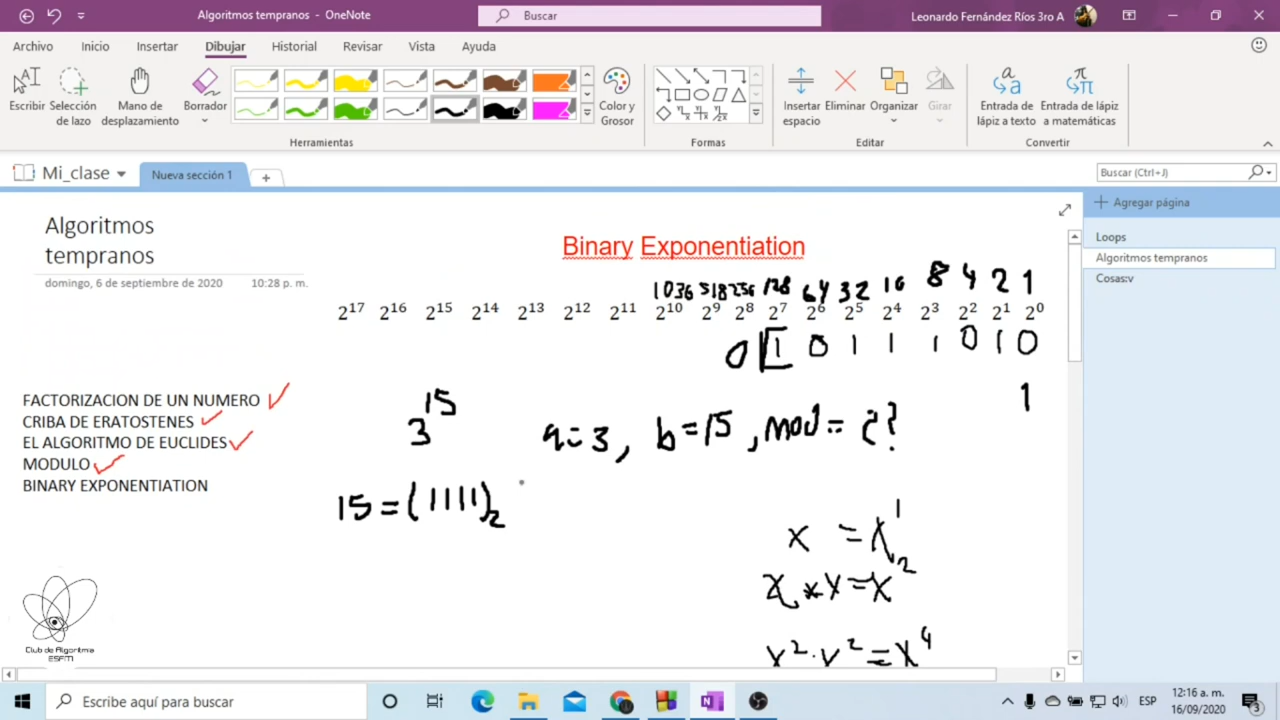 Algoritmos tempranos - OneNote
Buscar
Leonardo Fernández Ríos 3ro A
Archivo Inicio Insertar Dibujar Historial Revisar Vista Ayuda
Escribir
Selección de lazo
Mano de desplazamiento
Borrador
Color y Grosor
Insertar espacio
Eliminar
Organizar
Girar
Entrada de lápiz a texto
Entrada de lápiz a matemáticas
Herramientas Formas Editar Convertir
Mi_clase
Nueva sección 1
Buscar (Ctrl+J)
Agregar página
Loops
Algoritmos tempranos
Cosas:v
Algoritmos
tempranos
domingo, 6 de septiembre de 2020 10:28 p. m.
Binary Exponentiation
1036 518 256 128 64 32 16 8 4 2 1
2^17 2^16 2^15 2^14 2^13 2^12 2^11 2^10 2^9 2^8 2^7 2^6 2^5 2^4 2^3 2^2 2^1 2^0
0 1 0 1 1 1 0 1 0
1
FACTORIZACION DE UN NUMERO
CRIBA DE ERATOSTENES
EL ALGORITMO DE EUCLIDES
MODULO
BINARY EXPONENTIATION
3^15
a=3, b=15, mod= ??
15=(1111)_2
x = x^1
x*x=x^2
x^2·x^2=x^4
Club de Algoritmia
ESFM
Escribe aquí para buscar
ESP
12:16 a. m.
16/09/2020
3